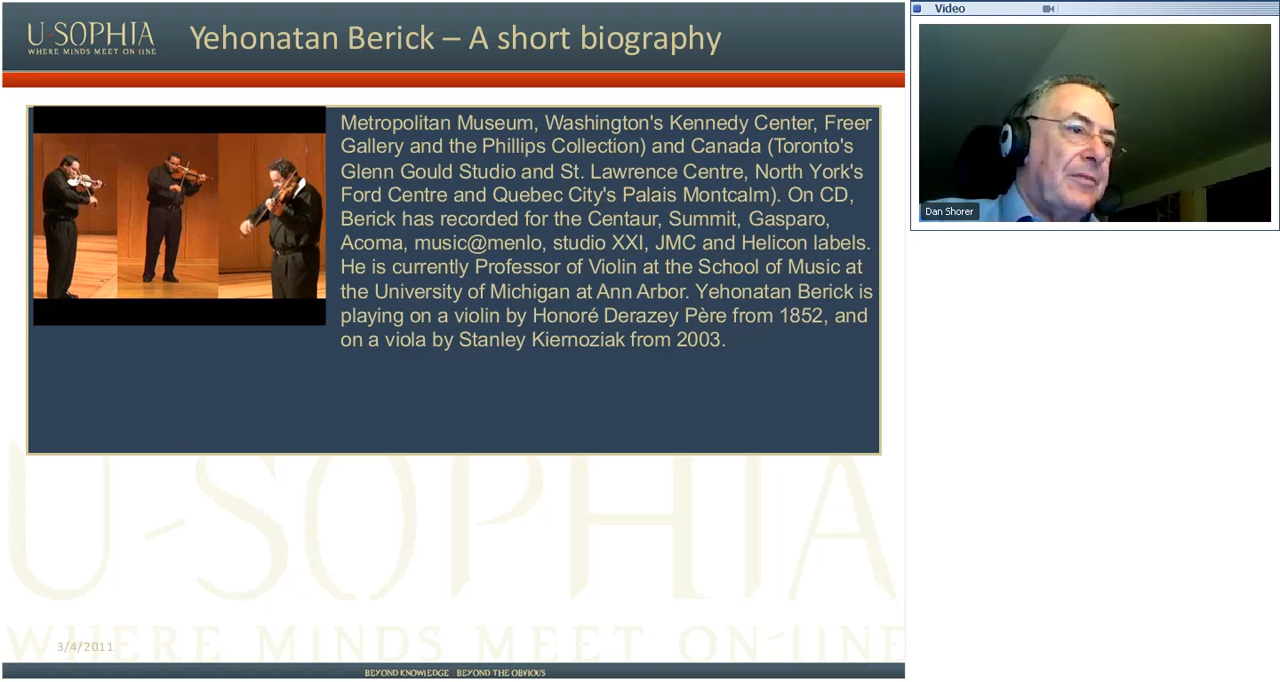 U-SOPHIA
WHERE MINDS MEET ON-LINE
Yehonatan Berick – A short biography
Metropolitan Museum, Washington's Kennedy Center, Freer
Gallery and the Phillips Collection) and Canada (Toronto's
Glenn Gould Studio and St. Lawrence Centre, North York's
Ford Centre and Quebec City's Palais Montcalm). On CD,
Berick has recorded for the Centaur, Summit, Gasparo,
Acoma, music@menlo, studio XXI, JMC and Helicon labels.
He is currently Professor of Violin at the School of Music at
the University of Michigan at Ann Arbor. Yehonatan Berick is
playing on a violin by Honoré Derazey Père from 1852, and
on a viola by Stanley Kiernoziak from 2003.
U-SOPHIA
WHERE MINDS MEET ON-LINE
3/4/2011
BEYOND KNOWLEDGE BEYOND THE OBVIOUS
Video
Dan Shorer